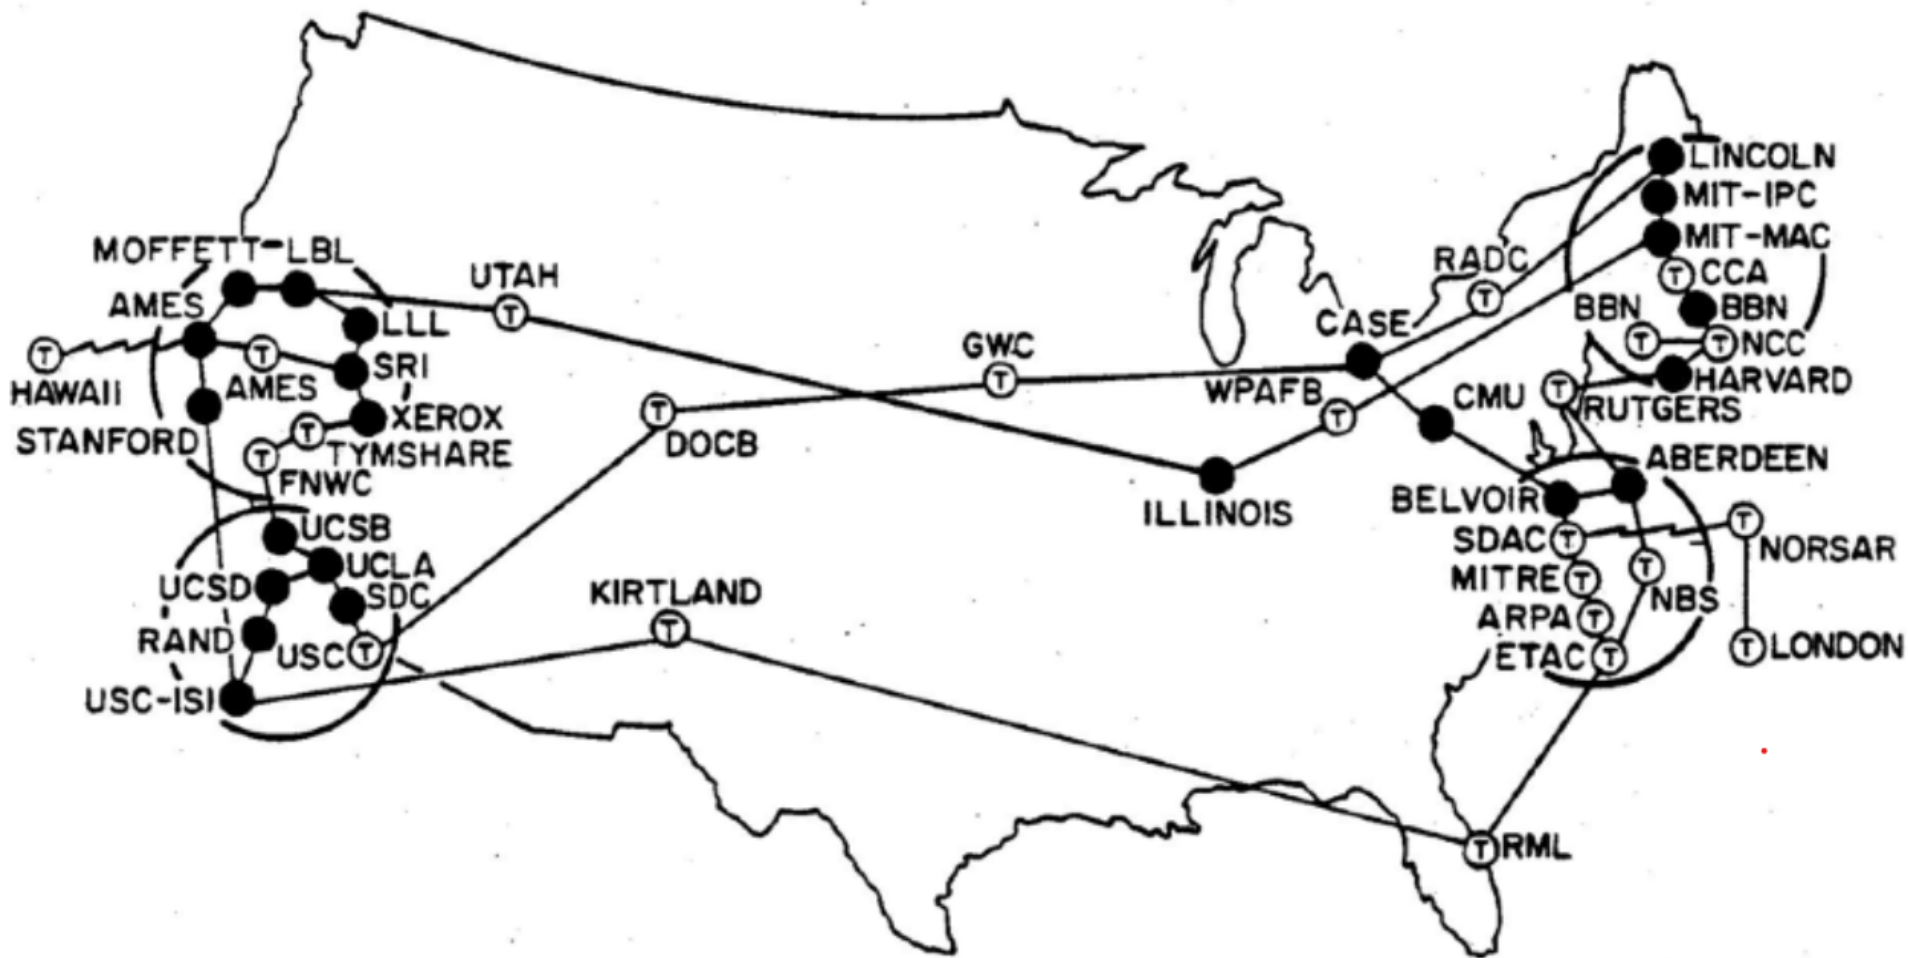 LINCOLN
MIT-IPC
MIT-MAC
RADC
MOFFETT LBL
UTAH
T
CCA
T
AMES
T
T
BBN
BBN
LLL
CASE
T
T
NCC
HAWAII
T
AMES
SRI
GWC
T
WPAFB
T
T
HARVARD
RUTGERS
STANFORD
XEROX
T
TYMSHARE
T
FNWC
T
DOCB
CMU
ABERDEEN
BELVOIR
ILLINOIS
UCSB
SDAC
T
T
NORSAR
UCLA
UCSD
SDC
MITRE
T
T
NBS
KIRTLAND
T
RAND
USC
T
ARPA
T
ETAC
T
T
LONDON
USC-ISI
T
RML